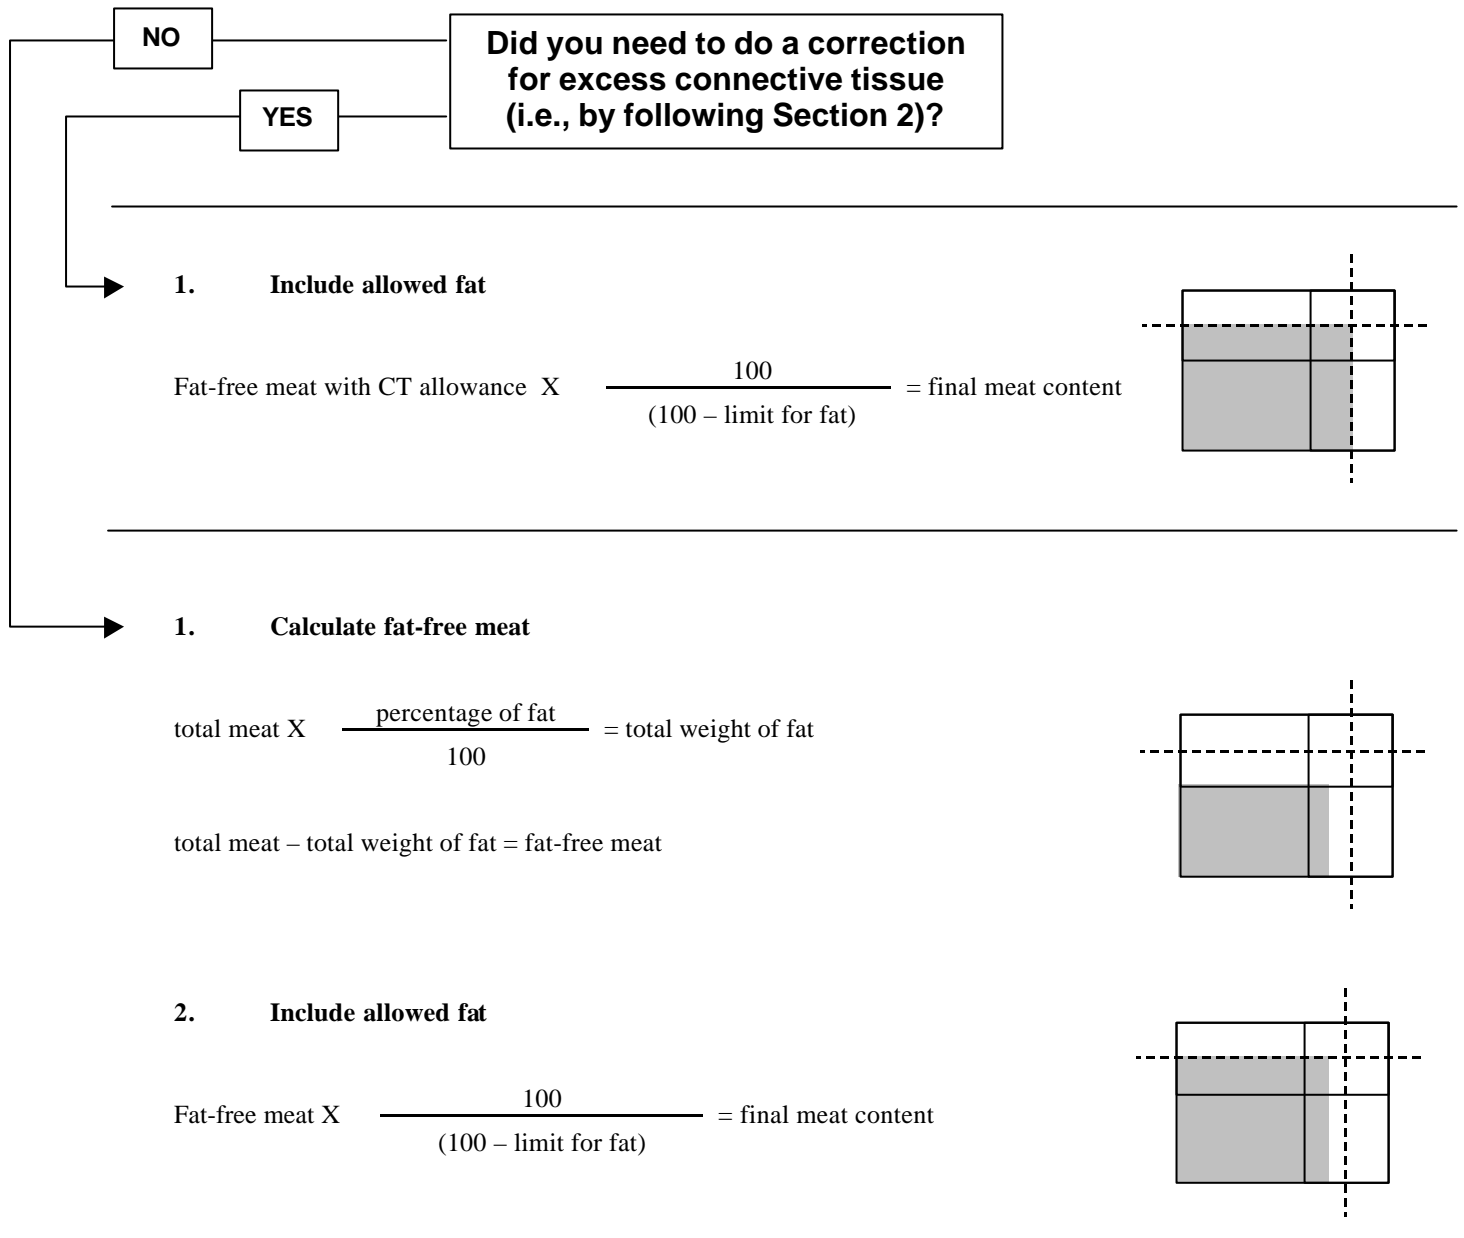 NO
YES
Did you need to do a correction
for excess connective tissue
(i.e., by following Section 2)?
1. Include allowed fat
Fat-free meat with CT allowance X 100 = final meat content
(100 – limit for fat)
1. Calculate fat-free meat
total meat X percentage of fat = total weight of fat
100
total meat – total weight of fat = fat-free meat
2. Include allowed fat
Fat-free meat X 100 = final meat content
(100 – limit for fat)